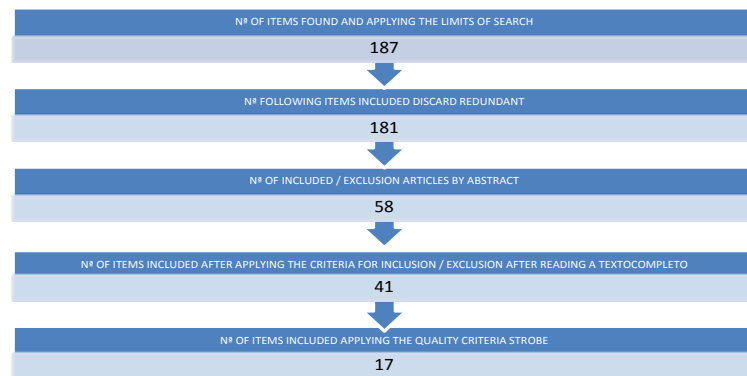 Nº OF ITEMS FOUND AND APPLYING THE LIMITS OF SEARCH
187
Nº FOLLOWING ITEMS INCLUDED DISCARD REDUNDANT
181
Nº OF INCLUDED / EXCLUSION ARTICLES BY ABSTRACT
58
Nº OF ITEMS INCLUDED AFTER APPLYING THE CRITERIA FOR INCLUSION / EXCLUSION AFTER READING A TEXTOCOMPLETO
41
Nº OF ITEMS INCLUDED APPLYING THE QUALITY CRITERIA STROBE
17